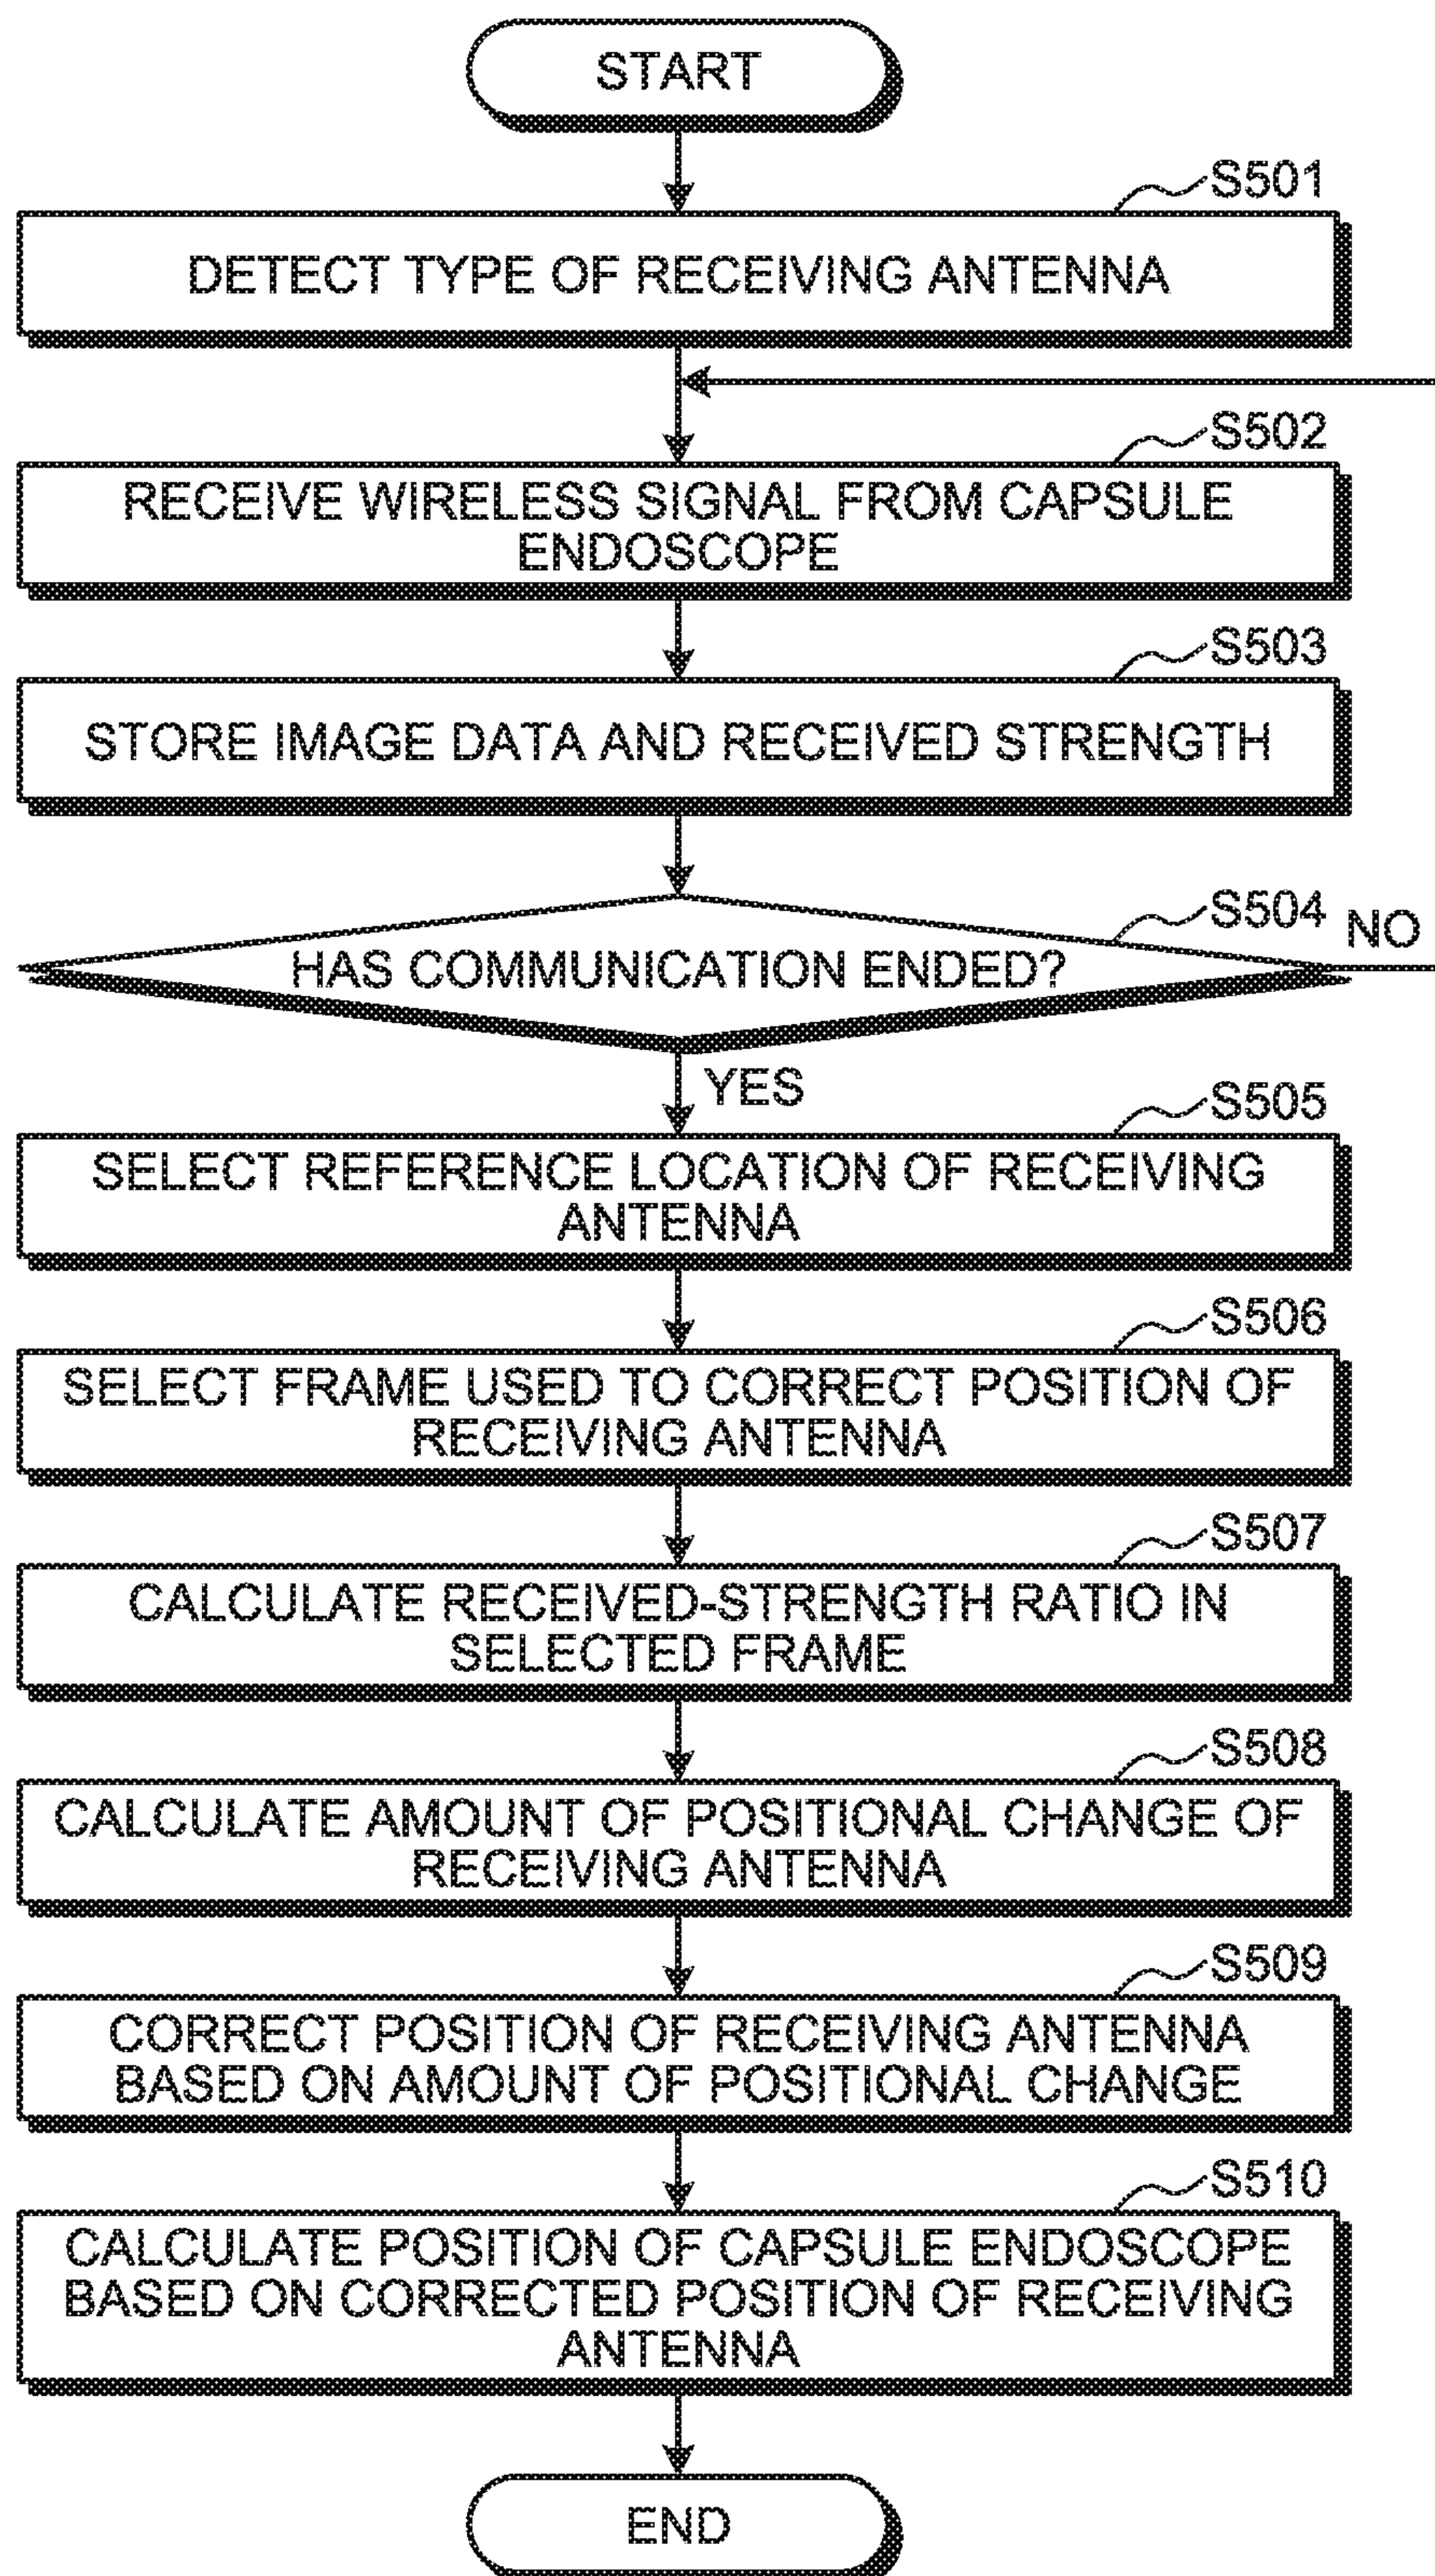 START
S501
DETECT TYPE OF RECEIVING ANTENNA
S502
RECEIVE WIRELESS SIGNAL FROM CAPSULE
ENDOSCOPE
S503
STORE IMAGE DATA AND RECEIVED STRENGTH
S504
NO
HAS COMMUNICATION ENDED?
YES
S505
SELECT REFERENCE LOCATION OF RECEIVING
ANTENNA
S506
SELECT FRAME USED TO CORRECT POSITION OF
RECEIVING ANTENNA
S507
CALCULATE RECEIVED-STRENGTH RATIO IN
SELECTED FRAME
S508
CALCULATE AMOUNT OF POSITIONAL CHANGE OF
RECEIVING ANTENNA
S509
CORRECT POSITION OF RECEIVING ANTENNA
BASED ON AMOUNT OF POSITIONAL CHANGE
S510
CALCULATE POSITION OF CAPSULE ENDOSCOPE
BASED ON CORRECTED POSITION OF RECEIVING
ANTENNA
END